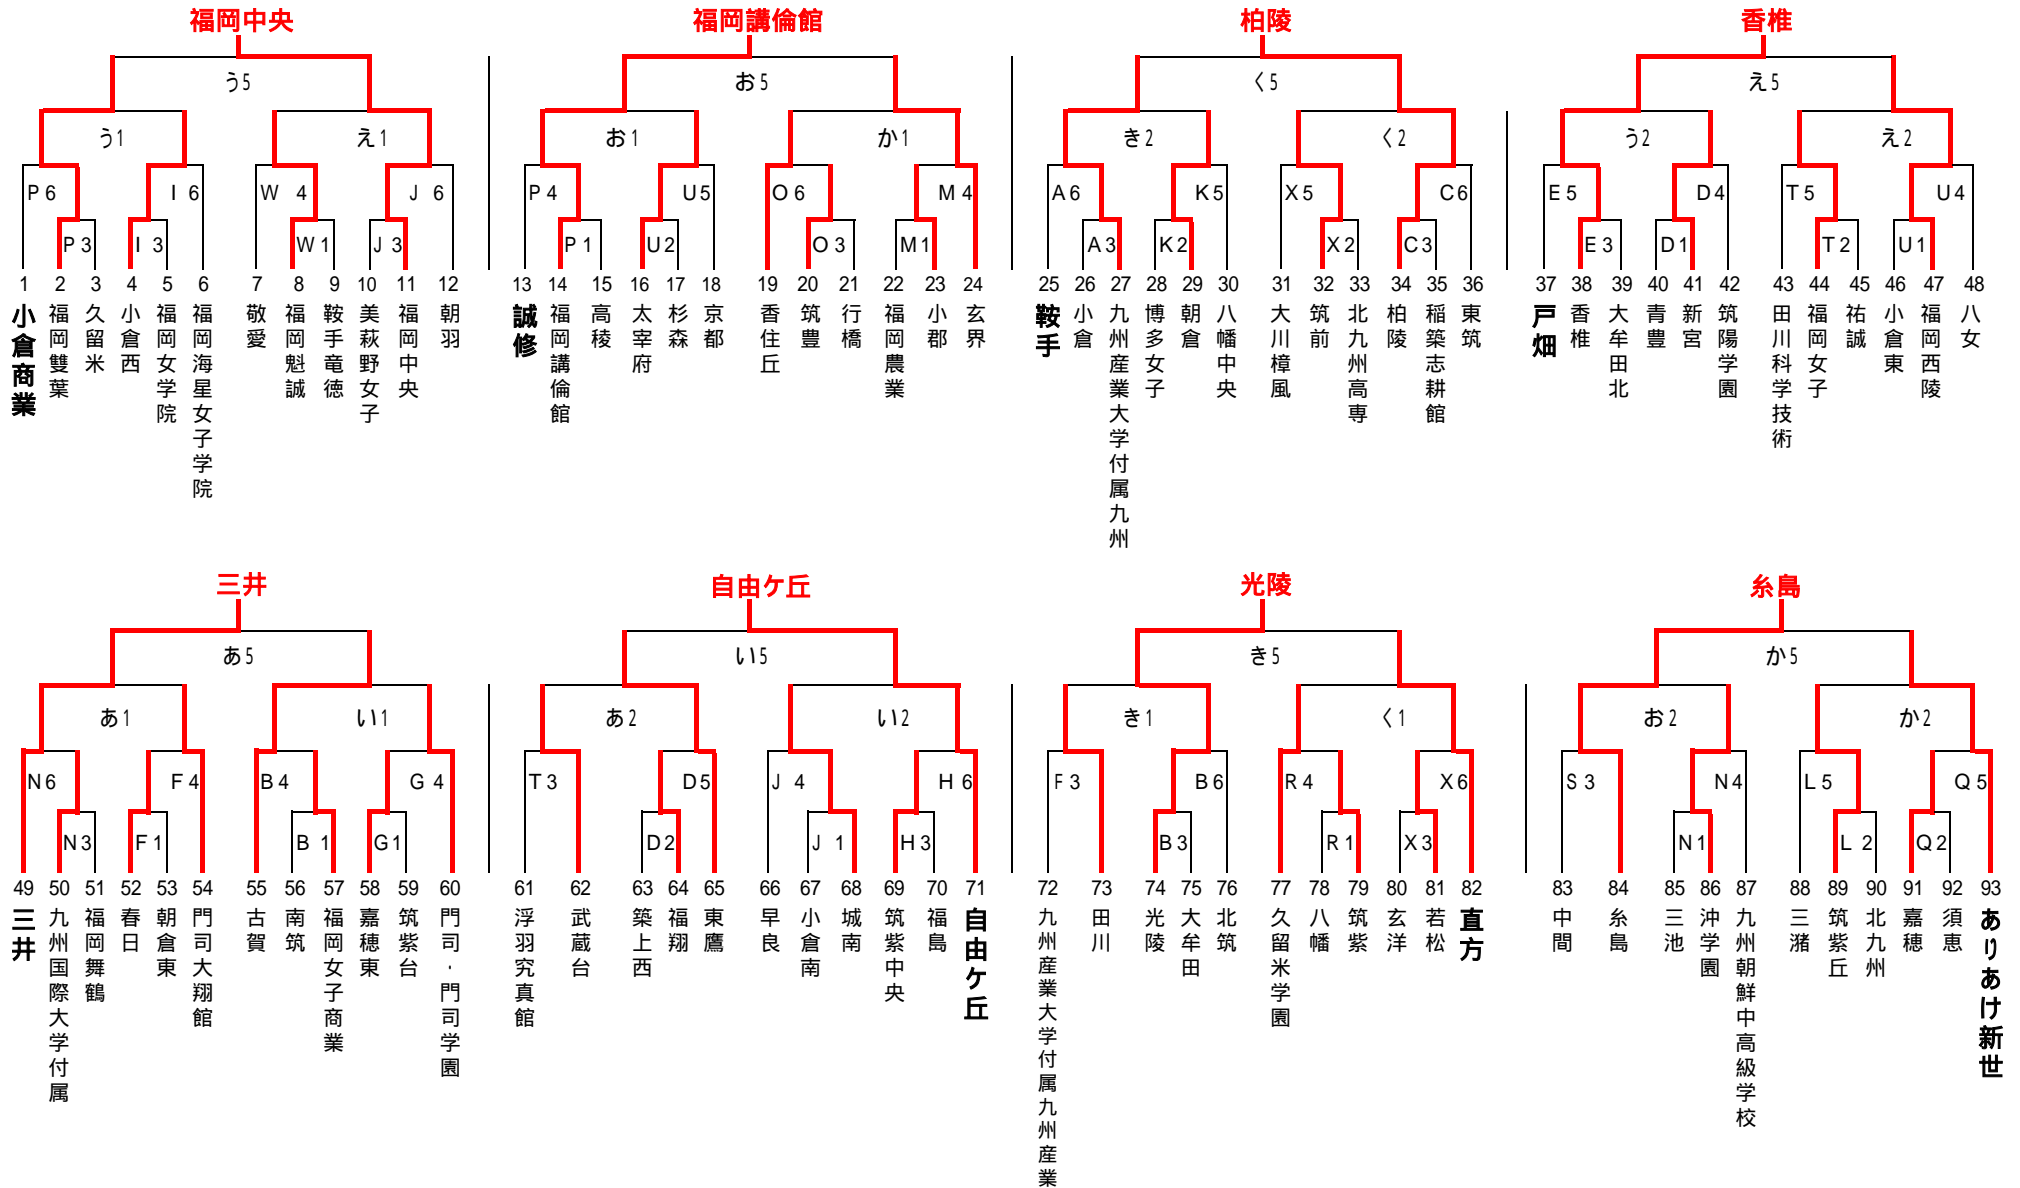 福岡中央 福岡講倫館 柏陵 香椎
う5 お5 く5 え5
う1 え1 お1 か1 き2 く2 う2 え2
P6 I 6 W 4 J 6 P4 U5 O6 M4 A6 K5 X5 C6 E5 D4 T5 U4
P3 I 3 W1 J 3 P1 U2 O3 M1 A3 K2 X2 C3 E3 D1 T2 U1
1 2 3 4 5 6 7 8 9 10 11 12 13 14 15 16 17 18 19 20 21 22 23 24 25 26 27 28 29 30 31 32 33 34 35 36 37 38 39 40 41 42 43 44 45 46 47 48
小倉商業
福岡雙葉
久留米
小倉西
福岡女学院
福岡海星女子学院
敬愛
福岡魁誠
鞍手竜徳
美萩野女子
福岡中央
朝羽
誠修
福岡講倫館
高稜
太宰府
杉森
京都
香住丘
筑豊
行橋
福岡農業
小郡
玄界
鞍手
小倉
九州産業大学付属九州
博多女子
朝倉
八幡中央
大川樟風
筑前
北九州高専
柏陵
稲築志耕館
東筑
戸畑
香椎
大牟田北
青豊
新宮
筑陽学園
田川科学技術
福岡女子
祐誠
小倉東
福岡西陵
八女
三井 自由ケ丘 光陵 糸島
あ5 い5 き5 か5
あ1 い1 あ2 い2 き1 く1 お2 か2
N6 F4 B4 G4 T3 D5 J 4 H6 F3 B6 R4 X6 S3 N4 L5 Q5
N3 F1 B1 G1 D2 J 1 H3 B3 R1 X3 N1 L 2 Q2
49 50 51 52 53 54 55 56 57 58 59 60 61 62 63 64 65 66 67 68 69 70 71 72 73 74 75 76 77 78 79 80 81 82 83 84 85 86 87 88 89 90 91 92 93
三井
九州国際大学付属
福岡舞鶴
春日
朝倉東
門司大翔館
古賀
南筑
福岡女子商業
嘉穂東
筑紫台
門司・門司学園
浮羽究真館
武蔵台
築上西
福翔
東鷹
早良
小倉南
城南
筑紫中央
福島
自由ケ丘
九州産業大学付属九州産業
田川
光陵
大牟田
北筑
久留米学園
八幡
筑紫
玄洋
若松
直方
中間
糸島
三池
沖学園
九州朝鮮中高級学校
三潴
筑紫丘
北九州
嘉穂
須恵
ありあけ新世